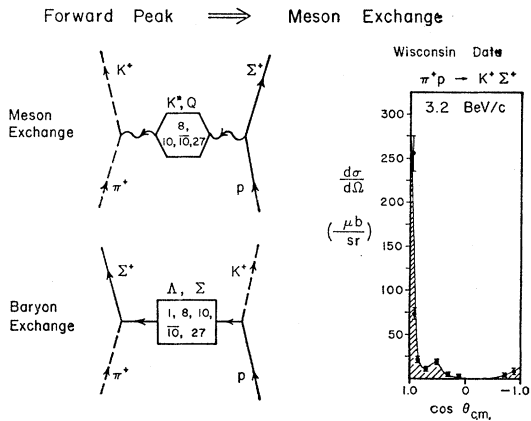 Forward Peak ⟹ Meson Exchange
Wisconsin Data
π⁺p → K⁺ Σ⁺
3.2 BeV/c
Meson
Exchange
K⁺
π⁺
K*, Q
8,
10, 1̅0̅, 27
Σ⁺
p
Baryon
Exchange
Σ⁺
π⁺
Λ, Σ
1, 8, 10,
1̅0̅, 27
K⁺
p
dσ
dΩ
(μb
sr)
300
250
200
150
100
50
1.0 0 -1.0
cos θc.m.